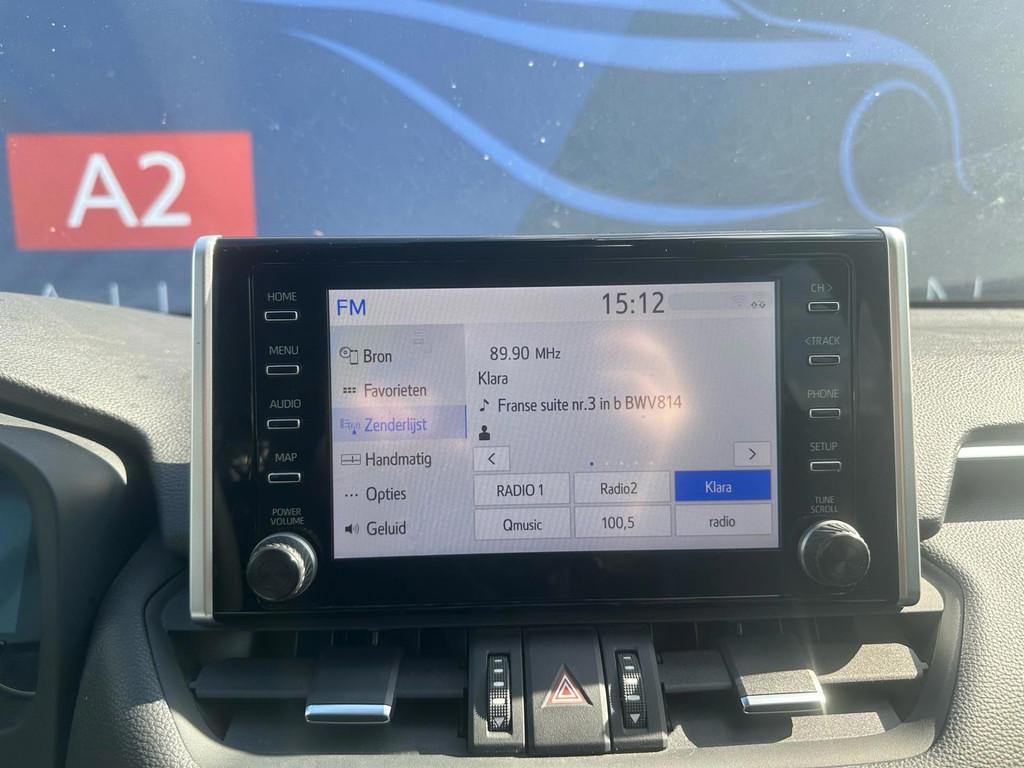 A2
HOME
MENU
AUDIO
MAP
POWER
VOLUME
FM
15:12
Bron
Favorieten
Zenderlijst
Handmatig
Opties
Geluid
89.90 MHz
Klara
Franse suite nr.3 in b BWV814
<
>
RADIO 1
Radio2
Klara
Qmusic
100,5
radio
CH >
<TRACK
PHONE
SETUP
TUNE
SCROLL